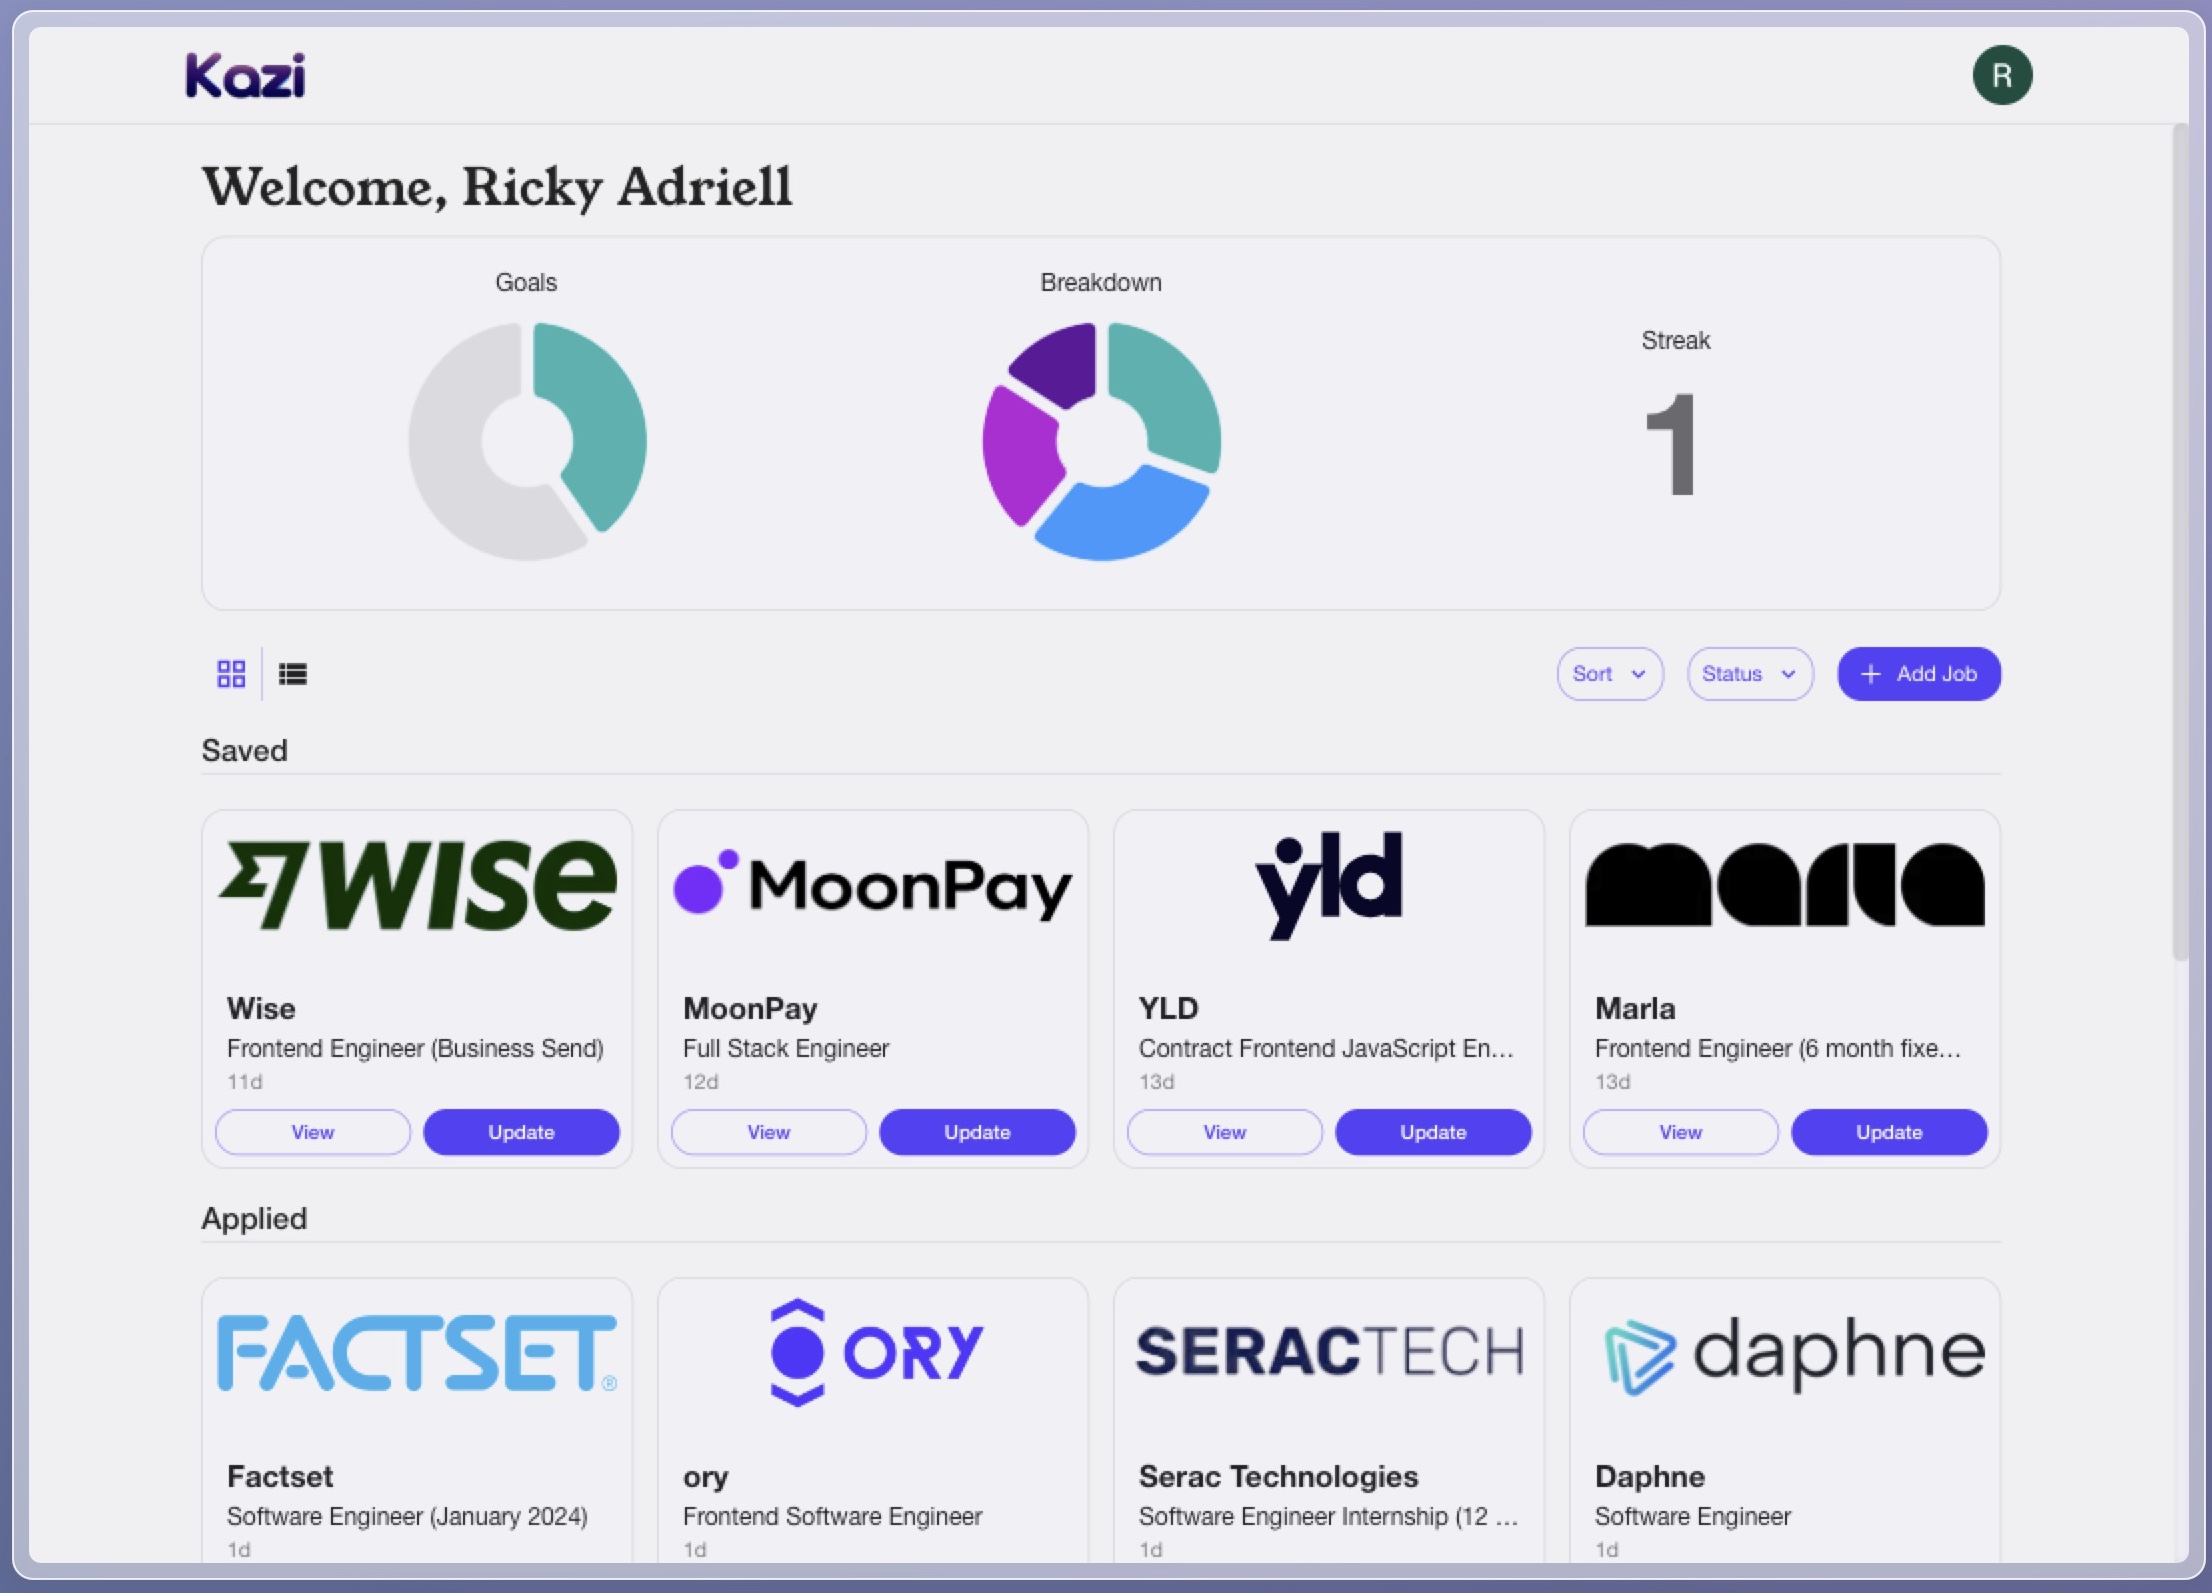 Kazi
R
Welcome, Ricky Adriell
Goals
Breakdown
Streak
1
Sort
Status
+ Add Job
Saved
WISE
MoonPay
yld
marla
Wise
MoonPay
YLD
Marla
Frontend Engineer (Business Send)
Full Stack Engineer
Contract Frontend JavaScript En...
Frontend Engineer (6 month fixe...
11d
12d
13d
13d
View
Update
View
Update
View
Update
View
Update
Applied
FACTSET®
ORY
SERACTECH
daphne
Factset
ory
Serac Technologies
Daphne
Software Engineer (January 2024)
Frontend Software Engineer
Software Engineer Internship (12 ...
Software Engineer
1d
1d
1d
1d